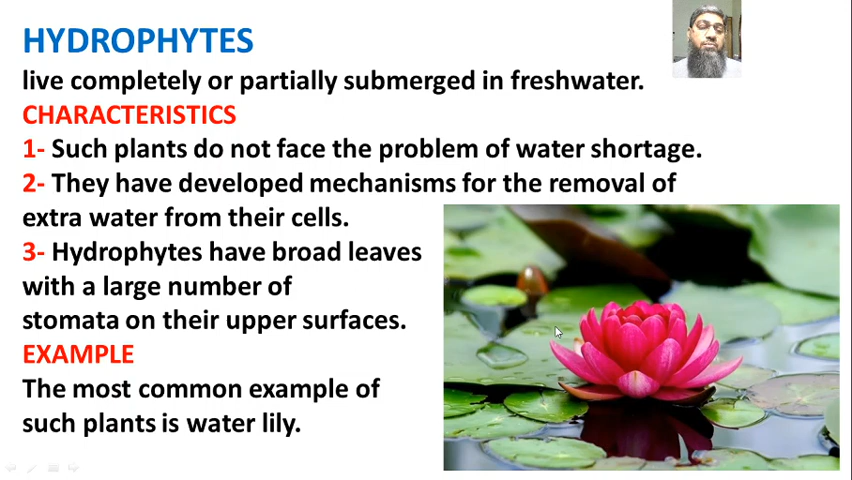 HYDROPHYTES
live completely or partially submerged in freshwater.
CHARACTERISTICS
1- Such plants do not face the problem of water shortage.
2- They have developed mechanisms for the removal of
extra water from their cells.
3- Hydrophytes have broad leaves
with a large number of
stomata on their upper surfaces.
EXAMPLE
The most common example of
such plants is water lily.